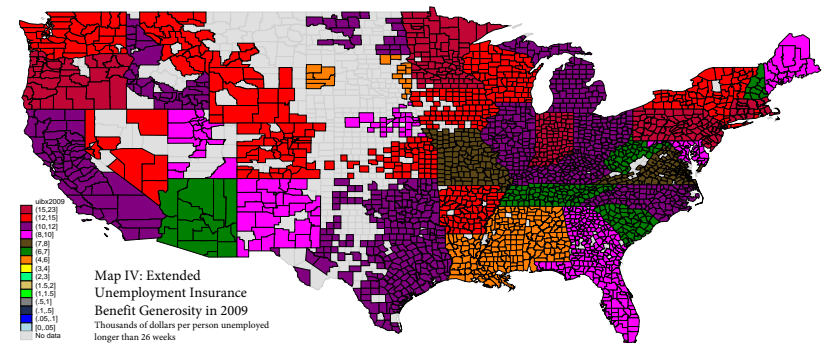 uibx2009
(15,23]
(12,15]
(10,12]
(8,10]
(7,8]
(6,7]
(4,6]
(3,4]
(2,3]
(1.5,2]
(1,1.5]
(.5,1]
(.1,.5]
(.05,.1]
[0,.05]
No data
Map IV: Extended
Unemployment Insurance
Benefit Generosity in 2009
Thousands of dollars per person unemployed
longer than 26 weeks